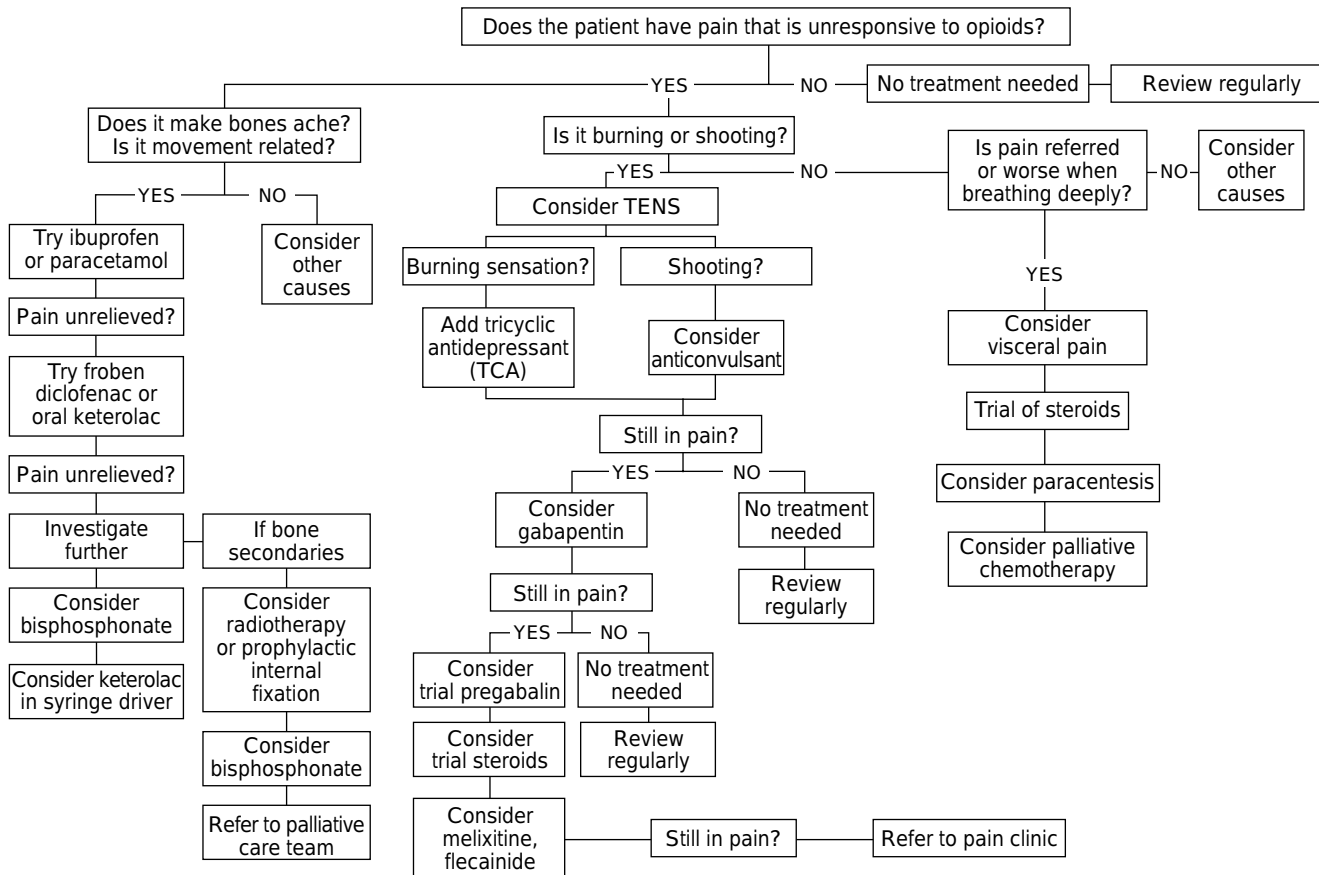 Does the patient have pain that is unresponsive to opioids?
YES
NO
No treatment needed
Review regularly
Does it make bones ache?
Is it movement related?
YES
NO
Try ibuprofen
or paracetamol
Consider
other
causes
Pain unrelieved?
Try froben
diclofenac or
oral keterolac
Pain unrelieved?
Investigate
further
If bone
secondaries
Consider
bisphosphonate
Consider keterolac
in syringe driver
Consider
radiotherapy
or prophylactic
internal
fixation
Consider
bisphosphonate
Refer to palliative
care team
Is it burning or shooting?
YES
NO
Consider TENS
Burning sensation?
Shooting?
Add tricyclic
antidepressant
(TCA)
Consider
anticonvulsant
Still in pain?
YES
NO
Consider
gabapentin
No treatment
needed
Review
regularly
Still in pain?
YES
NO
Consider
trial pregabalin
No treatment
needed
Consider
trial steroids
Review
regularly
Consider
melixitine,
flecainide
Still in pain?
Refer to pain clinic
Is pain referred
or worse when
breathing deeply?
NO
Consider
other
causes
YES
Consider
visceral pain
Trial of steroids
Consider paracentesis
Consider palliative
chemotherapy